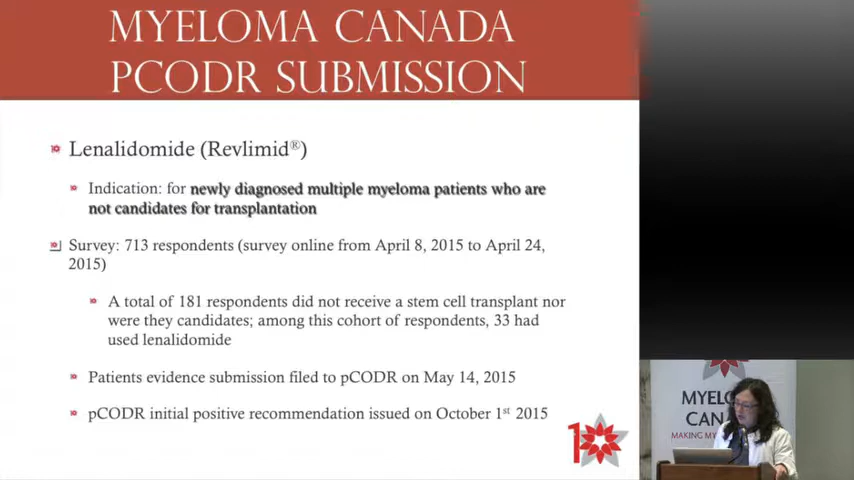 MYELOMA CANADA
PCODR SUBMISSION
Lenalidomide (Revlimid®)
Indication: for newly diagnosed multiple myeloma patients who are
not candidates for transplantation
Survey: 713 respondents (survey online from April 8, 2015 to April 24,
2015)
A total of 181 respondents did not receive a stem cell transplant nor
were they candidates; among this cohort of respondents, 33 had
used lenalidomide
Patients evidence submission filed to pCODR on May 14, 2015
pCODR initial positive recommendation issued on October 1st 2015
10
MYEL
CAN
MAKING